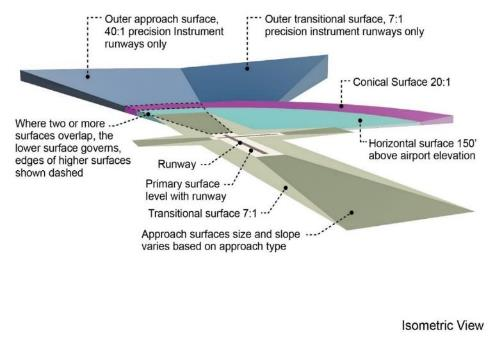 Outer approach surface,
40:1 precision Instrument
runways only
Outer transitional surface, 7:1
precision instrument runways only
Conical Surface 20:1
Where two or more
surfaces overlap, the
lower surface governs,
edges of higher surfaces
shown dashed
Horizontal surface 150'
above airport elevation
Runway
Primary surface
level with runway
Transitional surface 7:1
Approach surfaces size and slope
varies based on approach type
Isometric View